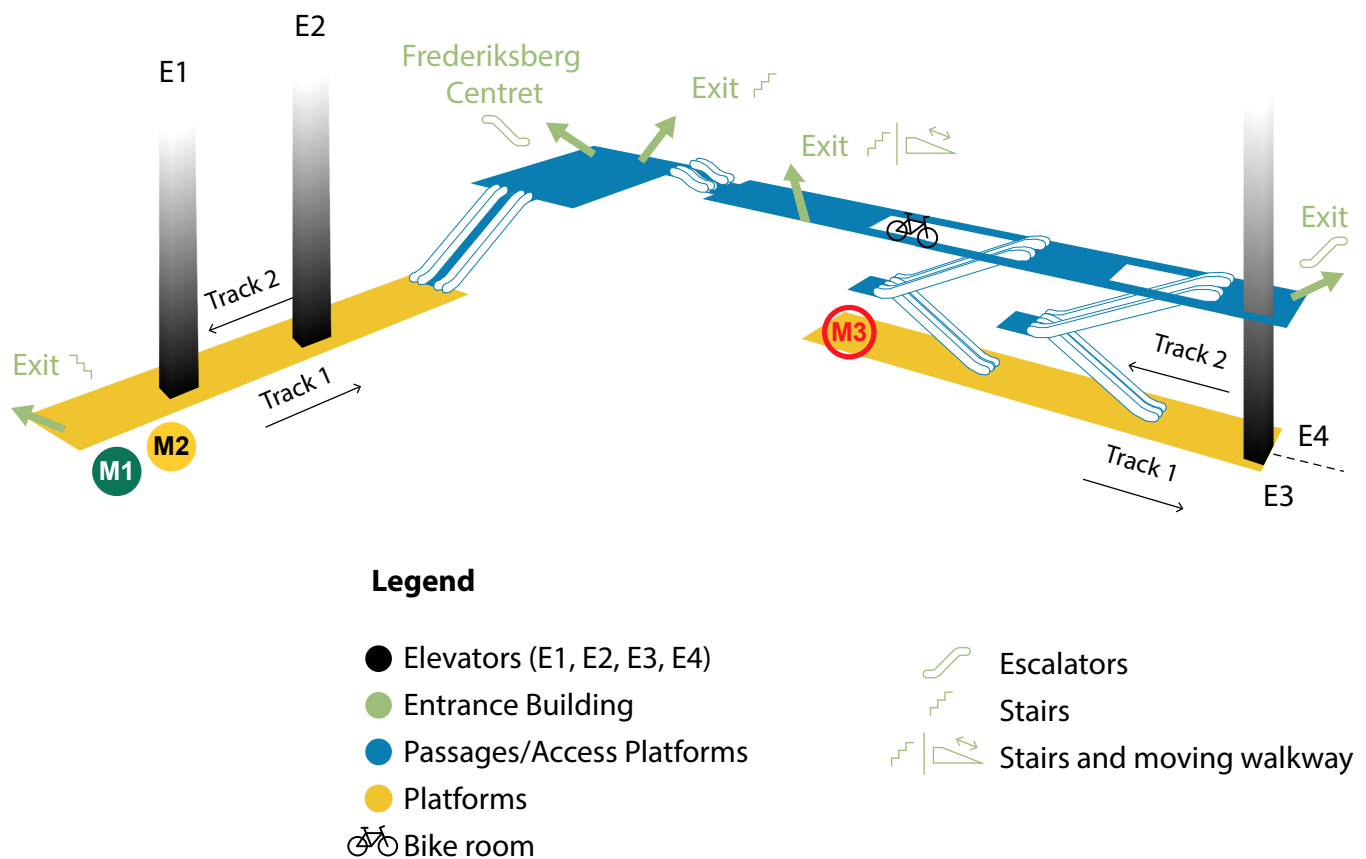 E1
E2
Frederiksberg
Centret
Exit
Exit
Exit
Track 2
Track 1
Exit
M1
M2
M3
Track 2
Track 1
E4
E3
Legend
Elevators (E1, E2, E3, E4)
Entrance Building
Passages/Access Platforms
Platforms
Bike room
Escalators
Stairs
Stairs and moving walkway